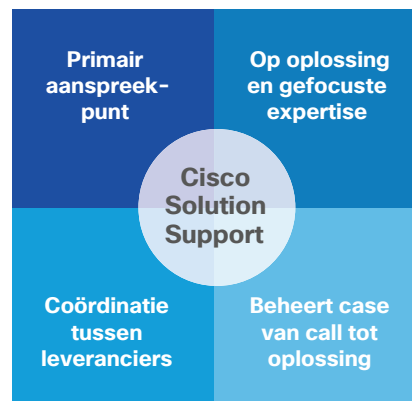 Primair
aanspreek-
punt
Op oplossing
en gefocuste
expertise
Cisco
Solution
Support
Coördinatie
tussen
leveranciers
Beheert case
van call tot
oplossing